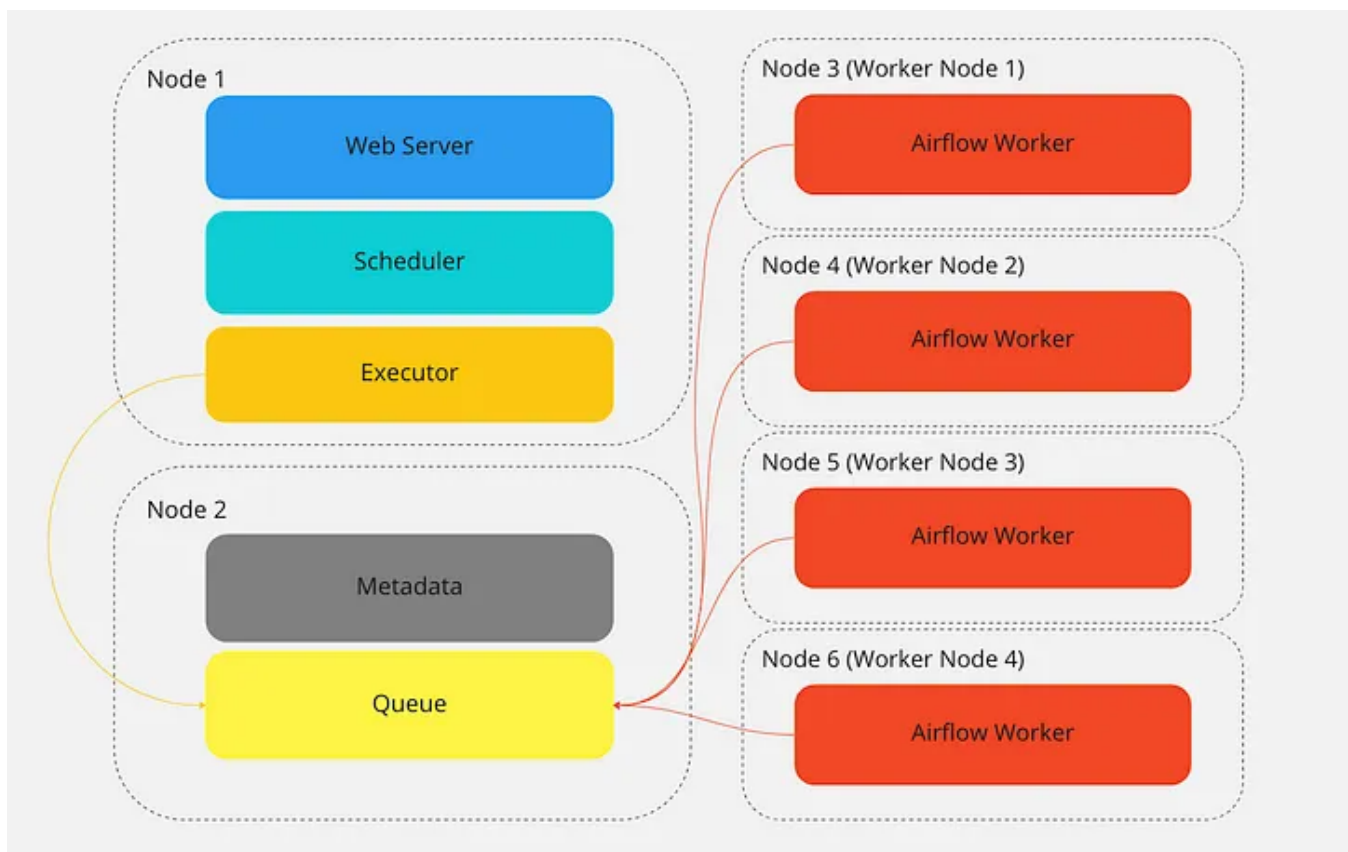 Node 1
Web Server
Scheduler
Executor
Node 2
Metadata
Queue
Node 3 (Worker Node 1)
Airflow Worker
Node 4 (Worker Node 2)
Airflow Worker
Node 5 (Worker Node 3)
Airflow Worker
Node 6 (Worker Node 4)
Airflow Worker